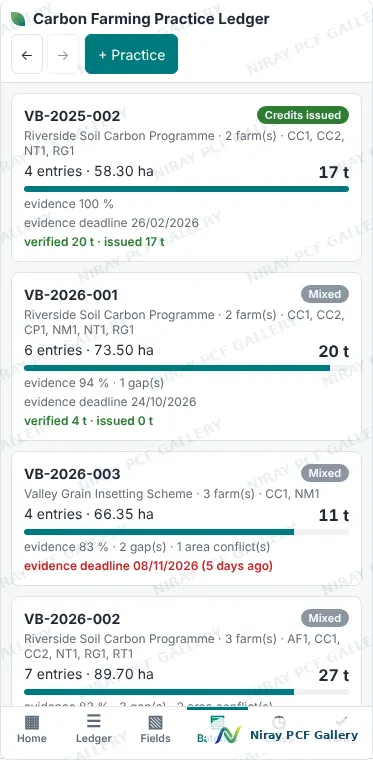 Carbon Farming Practice Ledger
← → + Practice
VB-2025-002 Credits issued
Riverside Soil Carbon Programme · 2 farm(s) · CC1, CC2,
NT1, RG1
4 entries · 58.30 ha 17 t
evidence 100 %
evidence deadline 26/02/2026
verified 20 t · issued 17 t
VB-2026-001 Mixed
Riverside Soil Carbon Programme · 2 farm(s) · CC1, CC2,
CP1, NM1, NT1, RG1
6 entries · 73.50 ha 20 t
evidence 94 % · 1 gap(s)
evidence deadline 24/10/2026
verified 4 t · issued 0 t
VB-2026-003 Mixed
Valley Grain Insetting Scheme · 3 farm(s) · CC1, NM1
4 entries · 66.35 ha 11 t
evidence 83 % · 2 gap(s) · 1 area conflict(s)
evidence deadline 08/11/2026 (5 days ago)
VB-2026-002 Mixed
Riverside Soil Carbon Programme · 3 farm(s) · AF1, CC1,
CC2, NT1, RG1, RT1
7 entries · 89.70 ha 27 t
Home Ledger Fields
Niray PCF Gallery
NIRAY PCF GALLERY